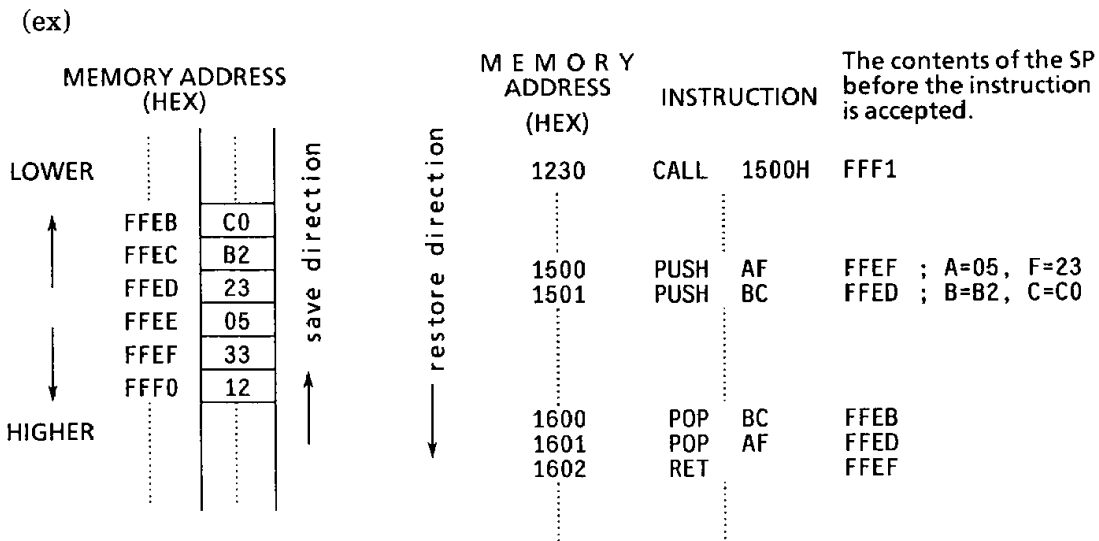 (ex)
MEMORY ADDRESS
(HEX)
LOWER
FFEB C0
FFEC B2
FFED 23
FFEE 05
FFEF 33
FFF0 12
HIGHER
save direction
restore direction
MEMORY
ADDRESS
(HEX)
INSTRUCTION
The contents of the SP
before the instruction
is accepted.
1230 CALL 1500H FFF1
1500 PUSH AF FFEF ; A=05, F=23
1501 PUSH BC FFED ; B=B2, C=C0
1600 POP BC FFEB
1601 POP AF FFED
1602 RET FFEF